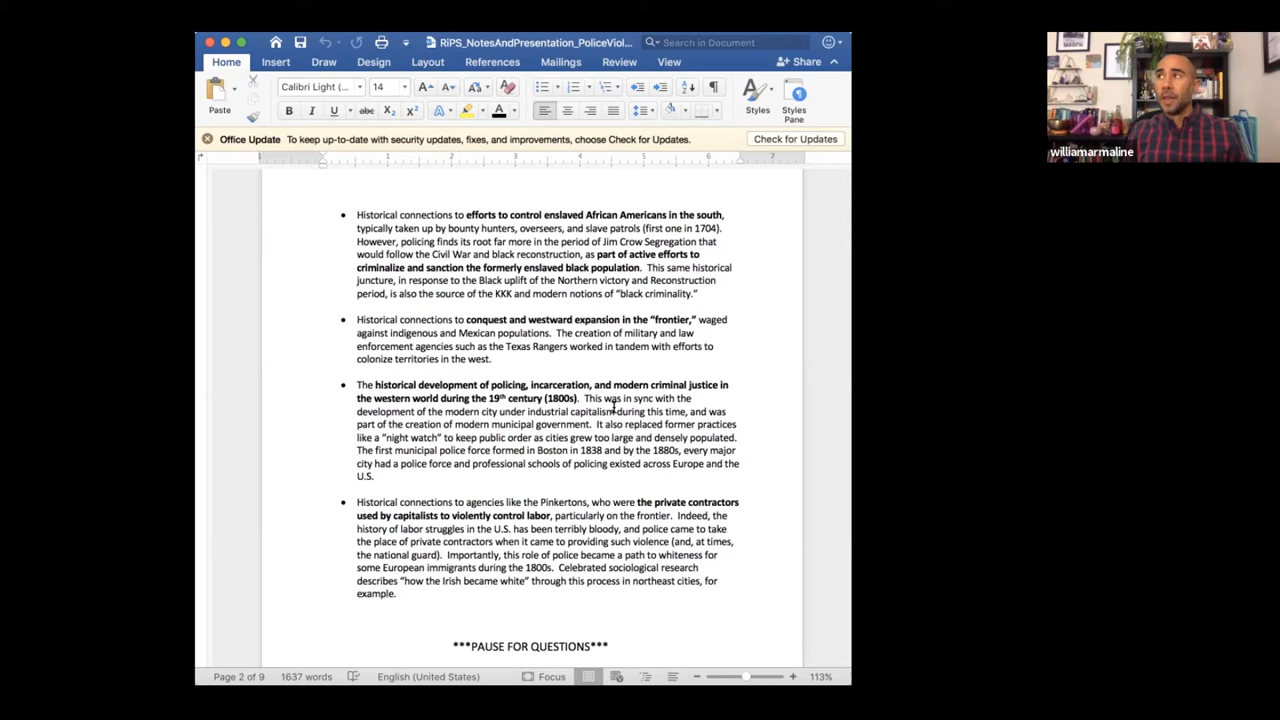 RiPS_NotesAndPresentation_PoliceViol...
Search in Document
Home Insert Draw Design Layout References Mailings Review View
Share
Paste
Calibri Light (... 14
Styles
Styles Pane
Office Update To keep up-to-date with security updates, fixes, and improvements, choose Check for Updates.
Check for Updates
1 1 2 3 4 5 6 7
• Historical connections to efforts to control enslaved African Americans in the south,
typically taken up by bounty hunters, overseers, and slave patrols (first one in 1704).
However, policing finds its root far more in the period of Jim Crow Segregation that
would follow the Civil War and black reconstruction, as part of active efforts to
criminalize and sanction the formerly enslaved black population. This same historical
juncture, in response to the Black uplift of the Northern victory and Reconstruction
period, is also the source of the KKK and modern notions of “black criminality.”
• Historical connections to conquest and westward expansion in the “frontier,” waged
against indigenous and Mexican populations. The creation of military and law
enforcement agencies such as the Texas Rangers worked in tandem with efforts to
colonize territories in the west.
• The historical development of policing, incarceration, and modern criminal justice in
the western world during the 19th century (1800s). This was in sync with the
development of the modern city under industrial capitalism during this time, and was
part of the creation of modern municipal government. It also replaced former practices
like a “night watch” to keep public order as cities grew too large and densely populated.
The first municipal police force formed in Boston in 1838 and by the 1880s, every major
city had a police force and professional schools of policing existed across Europe and the
U.S.
• Historical connections to agencies like the Pinkertons, who were the private contractors
used by capitalists to violently control labor, particularly on the frontier. Indeed, the
history of labor struggles in the U.S. has been terribly bloody, and police came to take
the place of private contractors when it came to providing such violence (and, at times,
the national guard). Importantly, this role of police became a path to whiteness for
some European immigrants during the 1800s. Celebrated sociological research
describes “how the Irish became white” through this process in northeast cities, for
example.
***PAUSE FOR QUESTIONS***
Page 2 of 9 1637 words English (United States) Focus 113%
williamarmaline